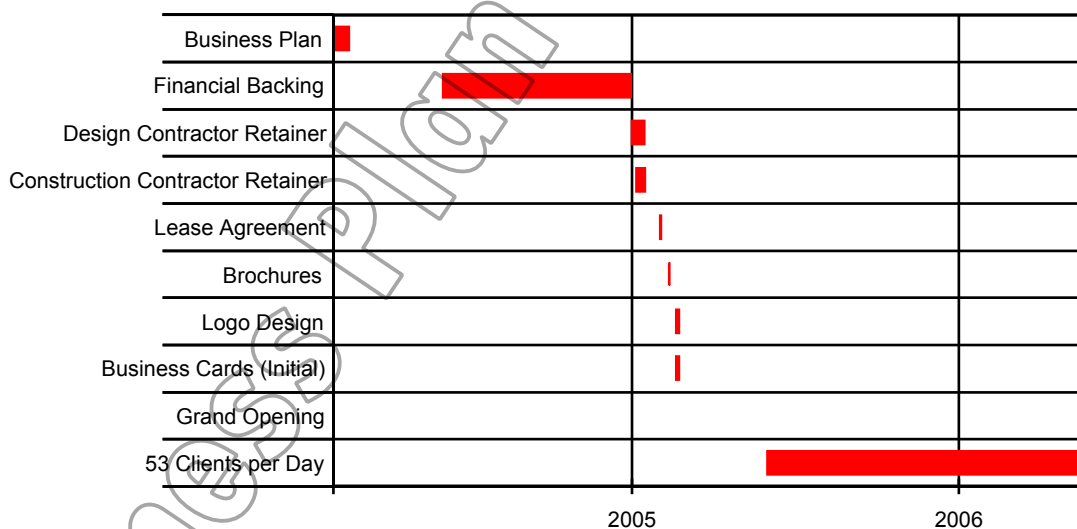 Business Plan
Financial Backing
Design Contractor Retainer
Construction Contractor Retainer
Lease Agreement
Brochures
Logo Design
Business Cards (Initial)
Grand Opening
53 Clients per Day
2005
2006
ness Plan